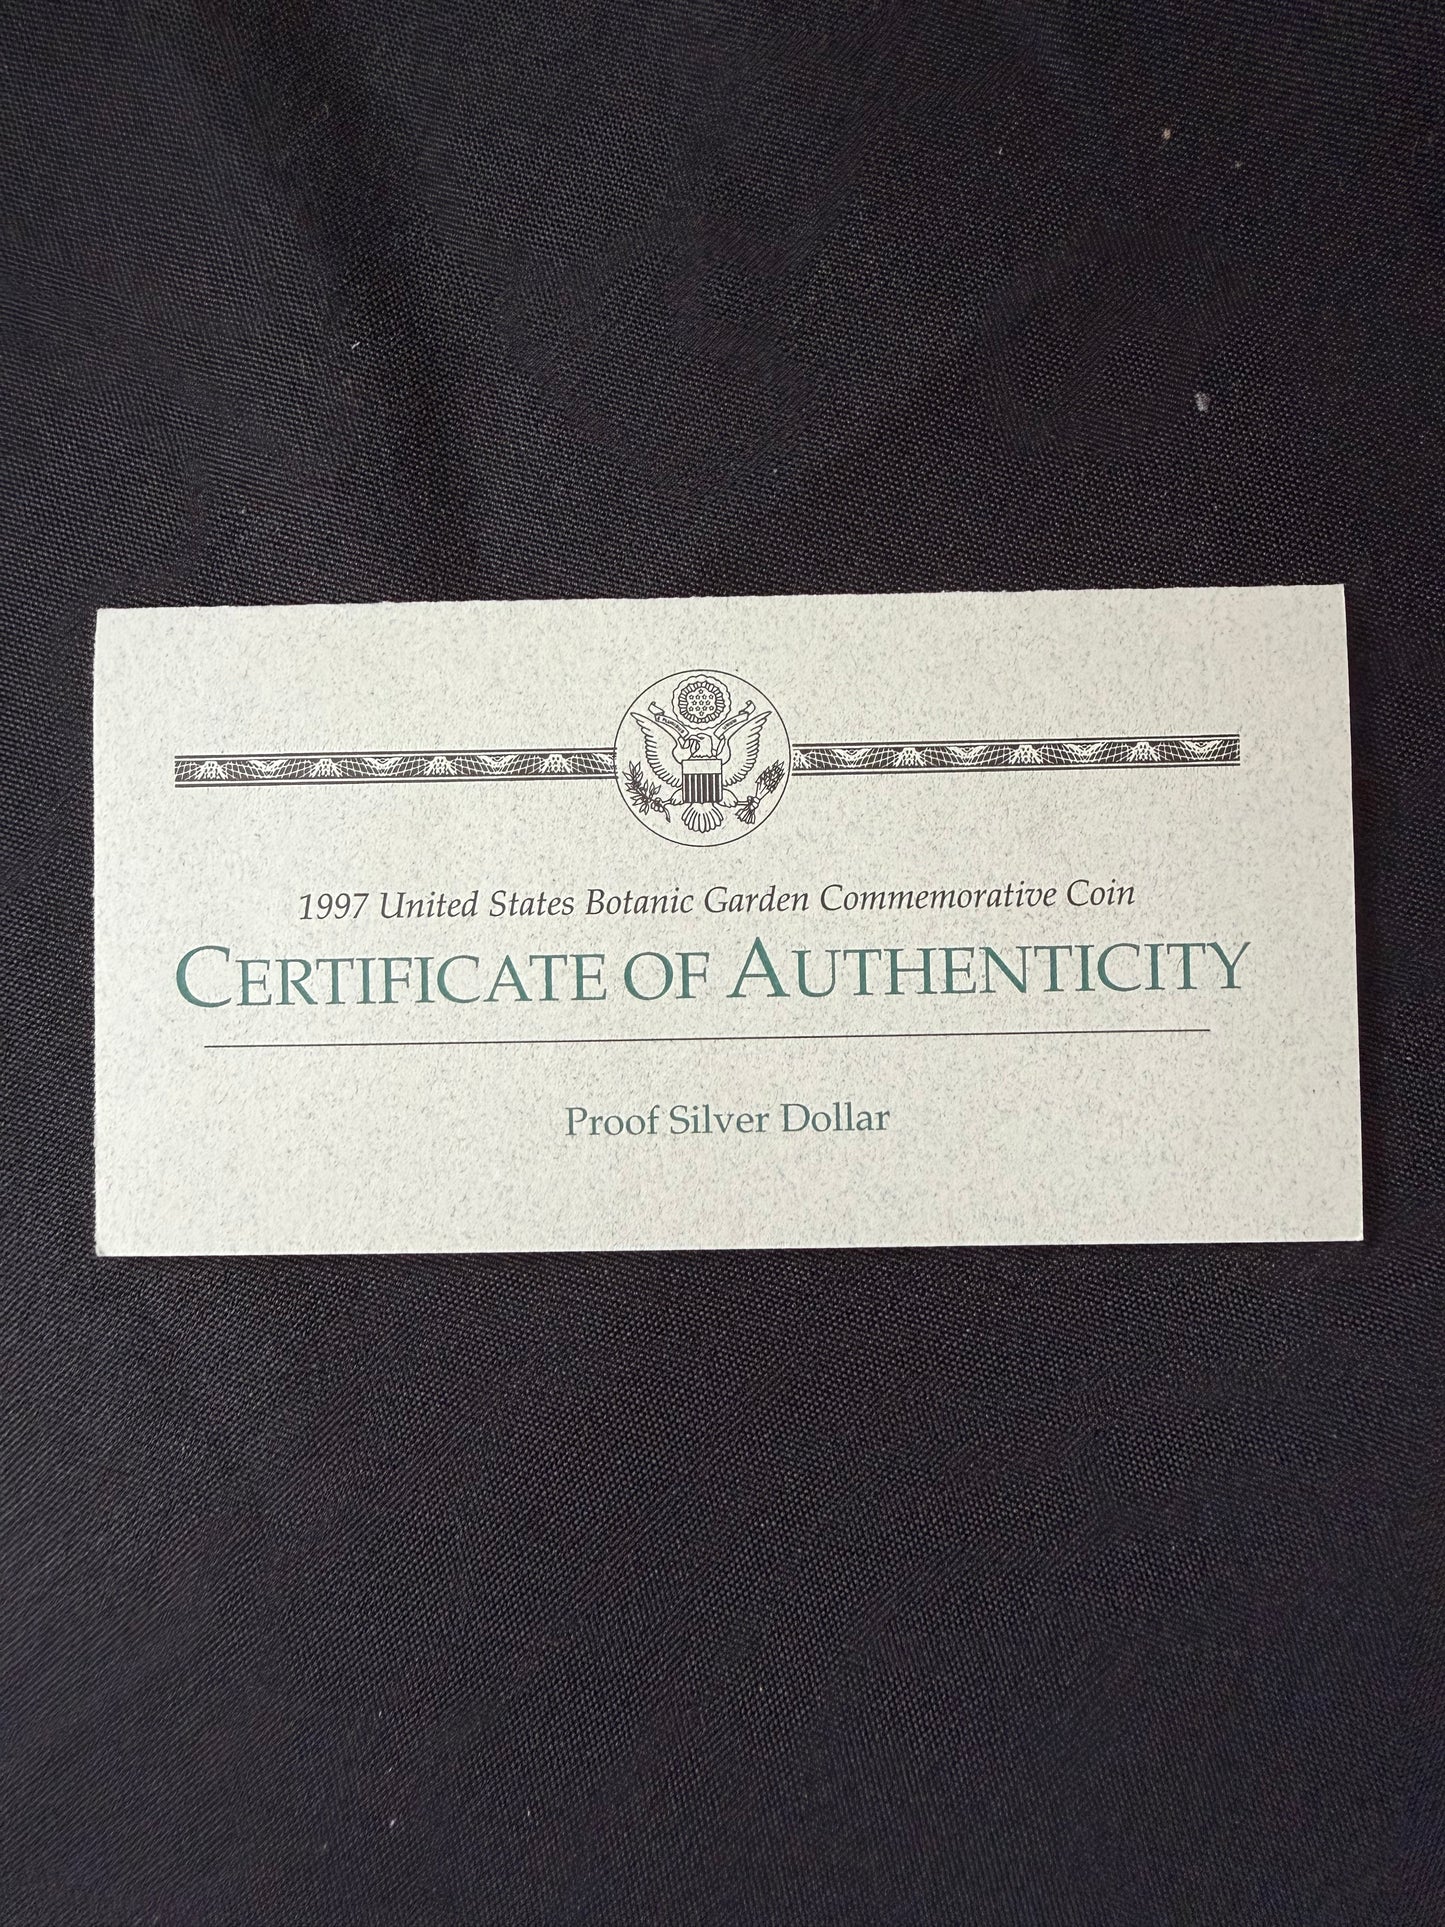 1997 United States Botanic Garden Commemorative Coin
CERTIFICATE OF AUTHENTICITY
Proof Silver Dollar